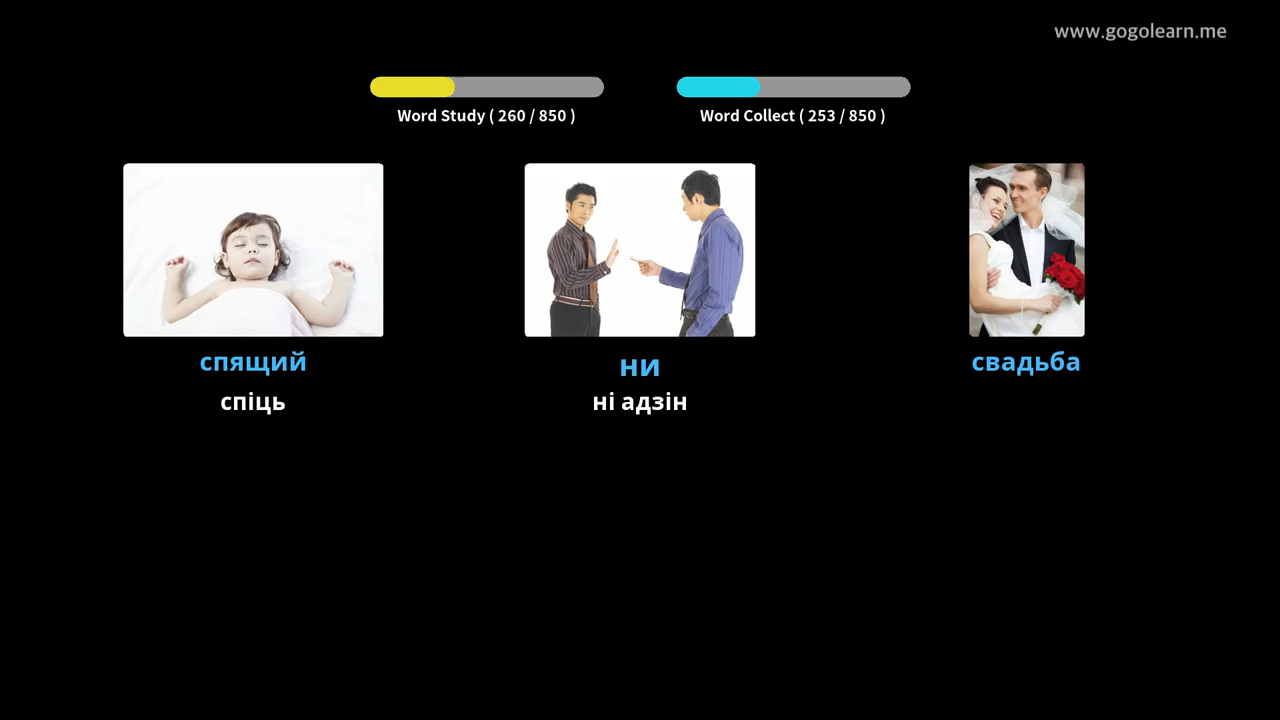 www.gogolearn.me
Word Study ( 260 / 850 )
Word Collect ( 253 / 850 )
спящий
спіць
ни
ні адзін
свадьба